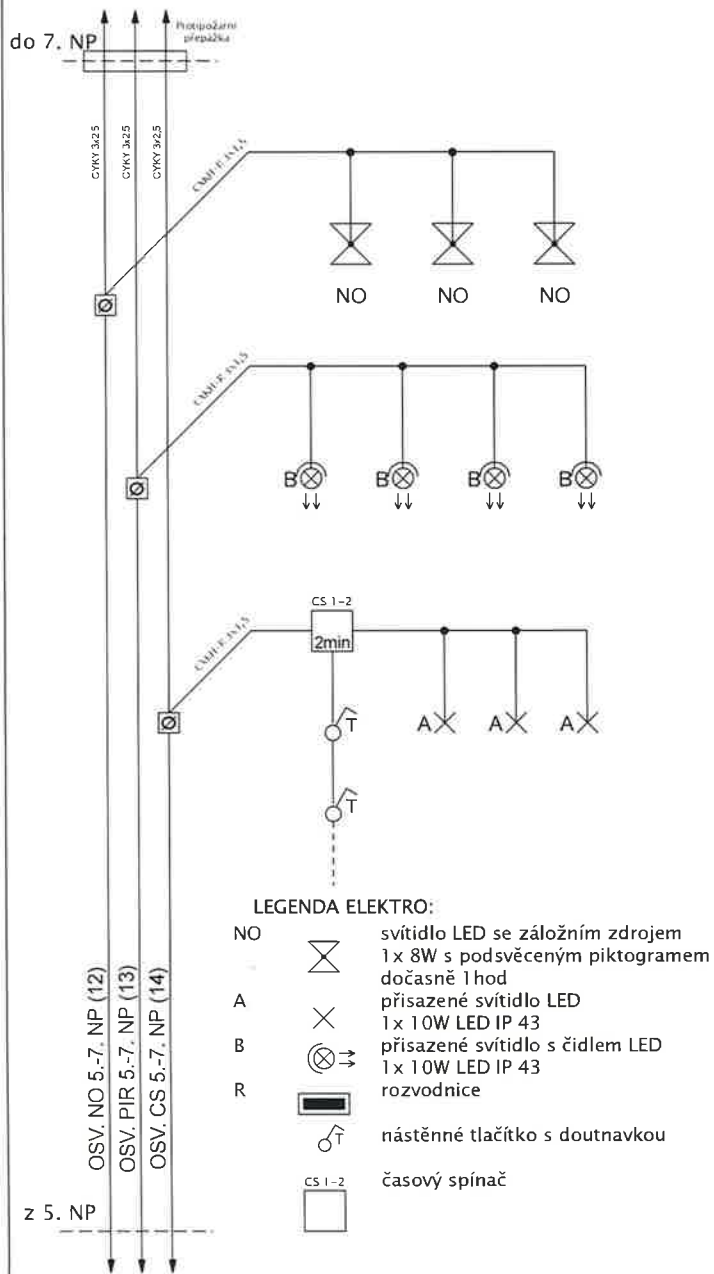 do 7. NP
Protipožární
přepážka
CYKY 3x2,5
CYKY 3x2,5
CYKY 3x2,5
NO
NO
NO
B
B
B
B
CS 1-2
2min
T
A
A
A
T
OSV. NO 5.-7. NP (12)
OSV. PIR 5.-7. NP (13)
OSV. CS 5.-7. NP (14)
z 5. NP
LEGENDA ELEKTRO:
NO svítidlo LED se záložním zdrojem
1x 8W s podsvěceným piktogramem
dočasně 1hod
A přisazené svítidlo LED
1x 10W LED IP 43
B přisazené svítidlo s čidlem LED
1x 10W LED IP 43
R rozvodnice
T nástěnné tlačítko s doutnavkou
CS 1-2 časový spínač